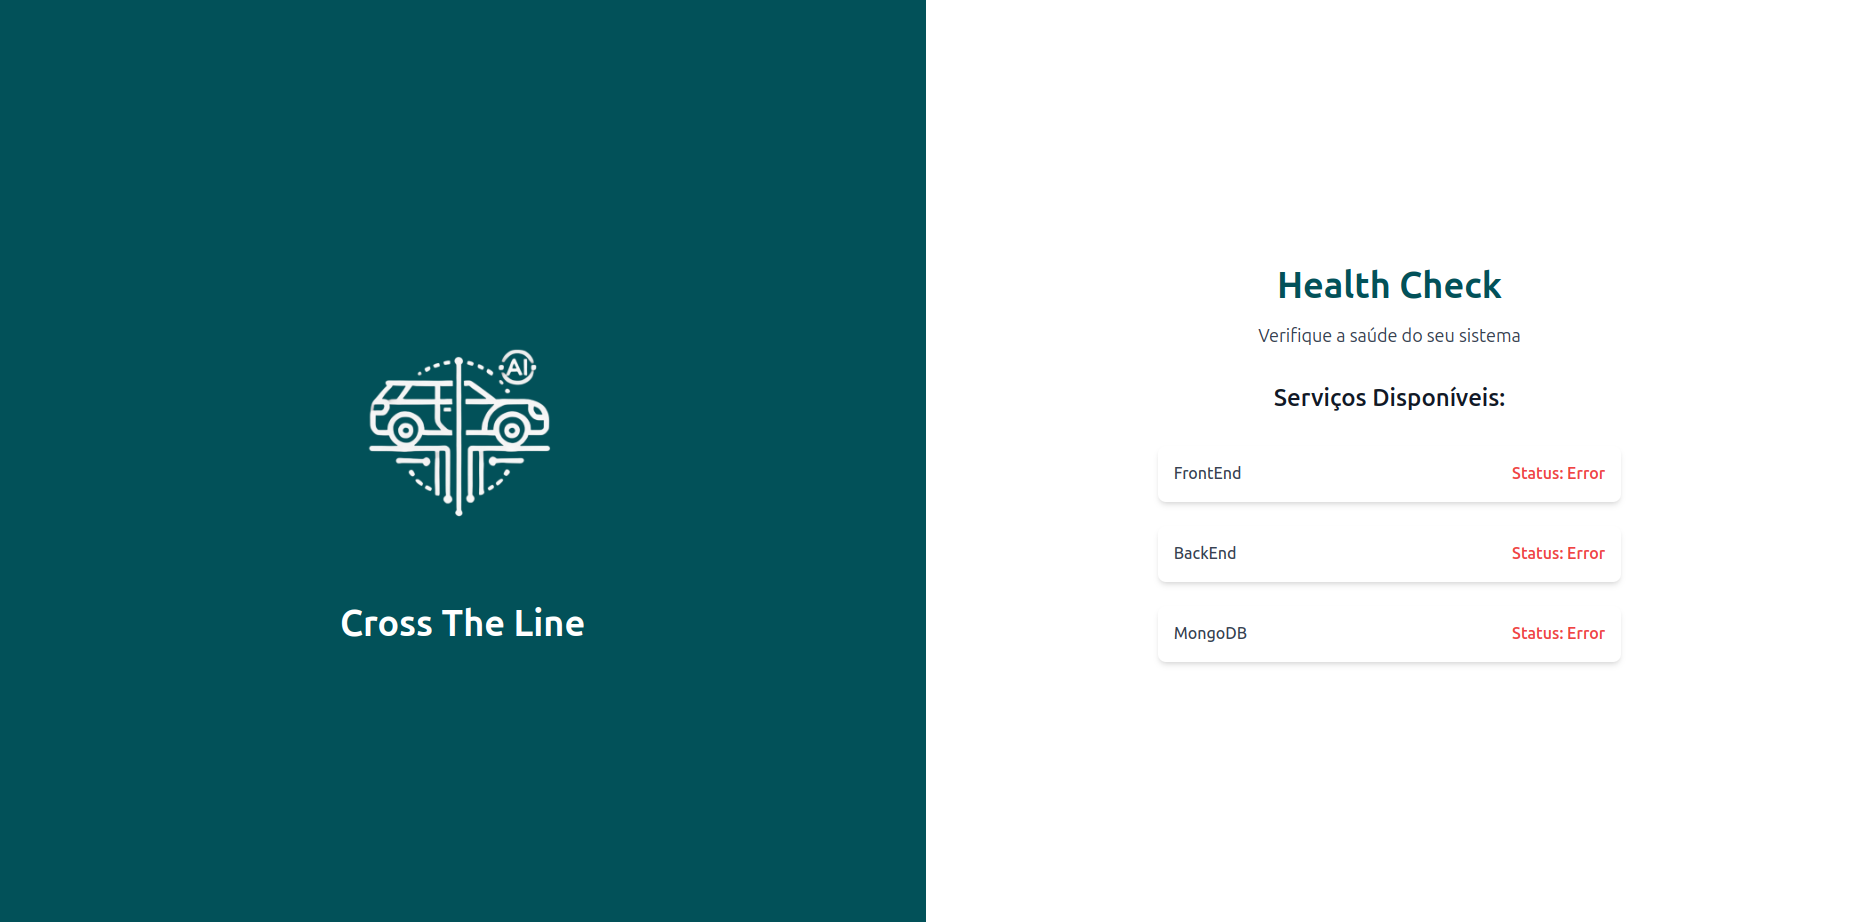 AI
Cross The Line
Health Check
Verifique a saúde do seu sistema
Serviços Disponíveis:
FrontEnd Status: Error
BackEnd Status: Error
MongoDB Status: Error